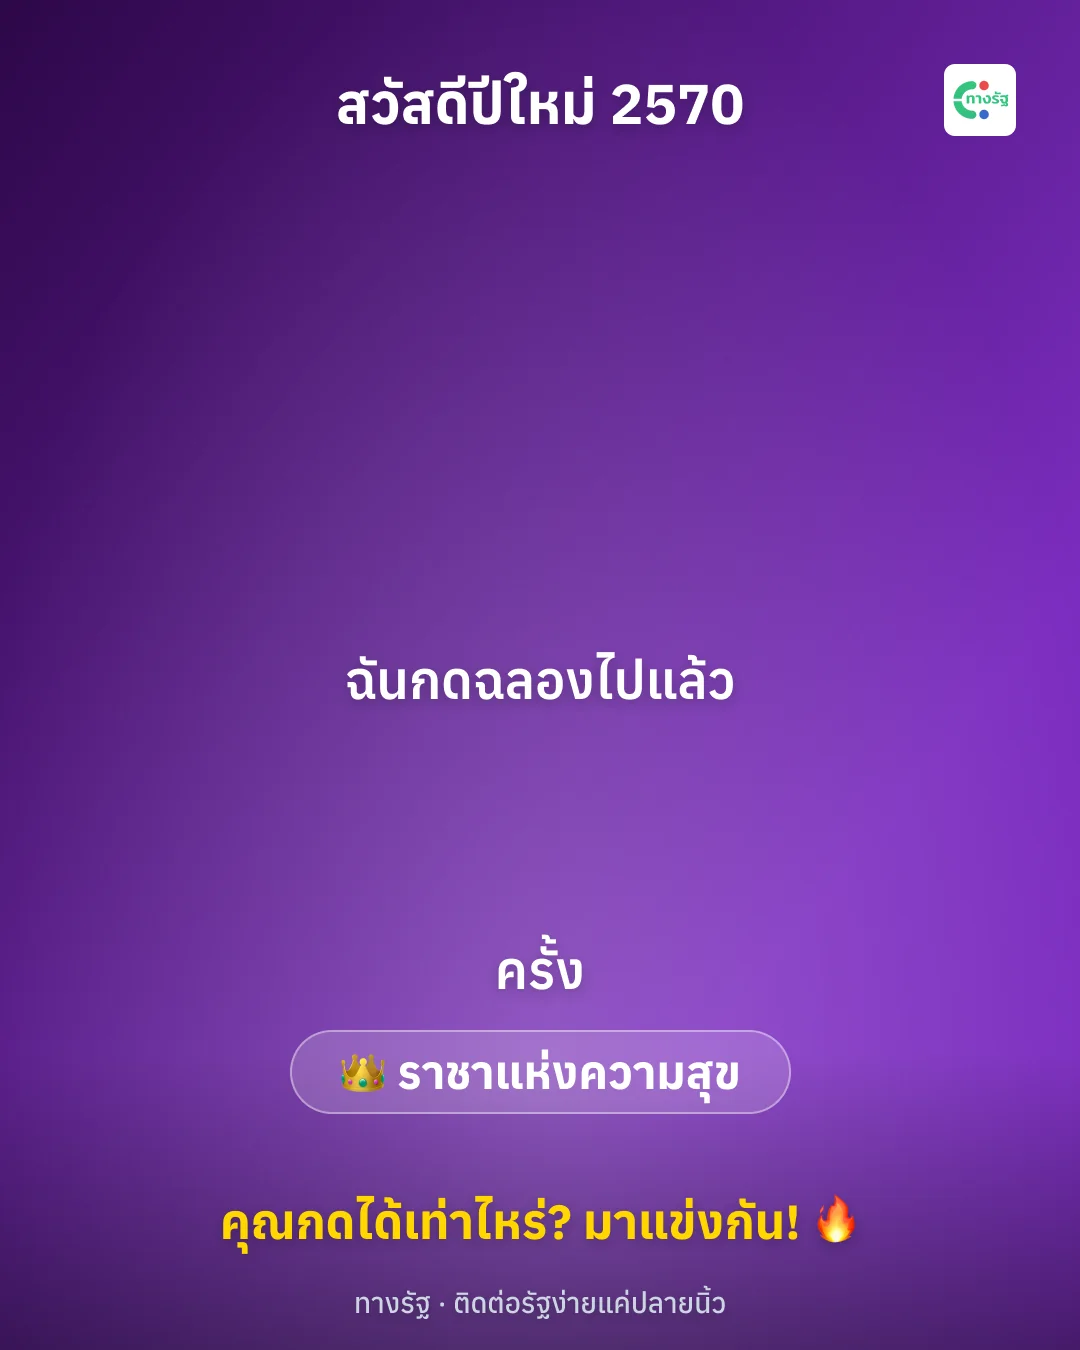 สวัสดีปีใหม่ 2570
ทางรัฐ
ฉันกดฉลองไปแล้ว
ครั้ง
👑 ราชาแห่งความสุข
คุณกดได้เท่าไหร่? มาแข่งกัน! 🔥
ทางรัฐ · ติดต่อรัฐง่ายแค่ปลายนิ้ว